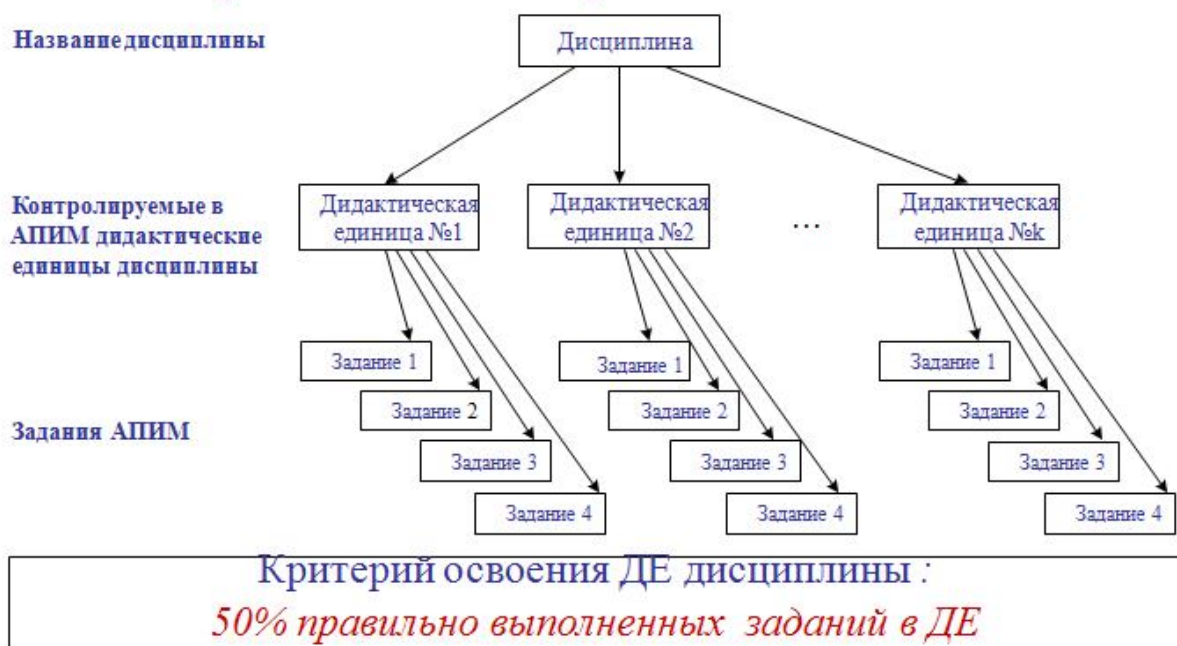 Название дисциплины
Дисциплина
Контролируемые в
АПИМ дидактические
единицы дисциплины
Дидактическая
единица №1
Дидактическая
единица №2
...
Дидактическая
единица №k
Задания АПИМ
Задание 1
Задание 2
Задание 3
Задание 4
Задание 1
Задание 2
Задание 3
Задание 4
Задание 1
Задание 2
Задание 3
Задание 4
Критерий освоения ДЕ дисциплины :
50% правильно выполненных заданий в ДЕ